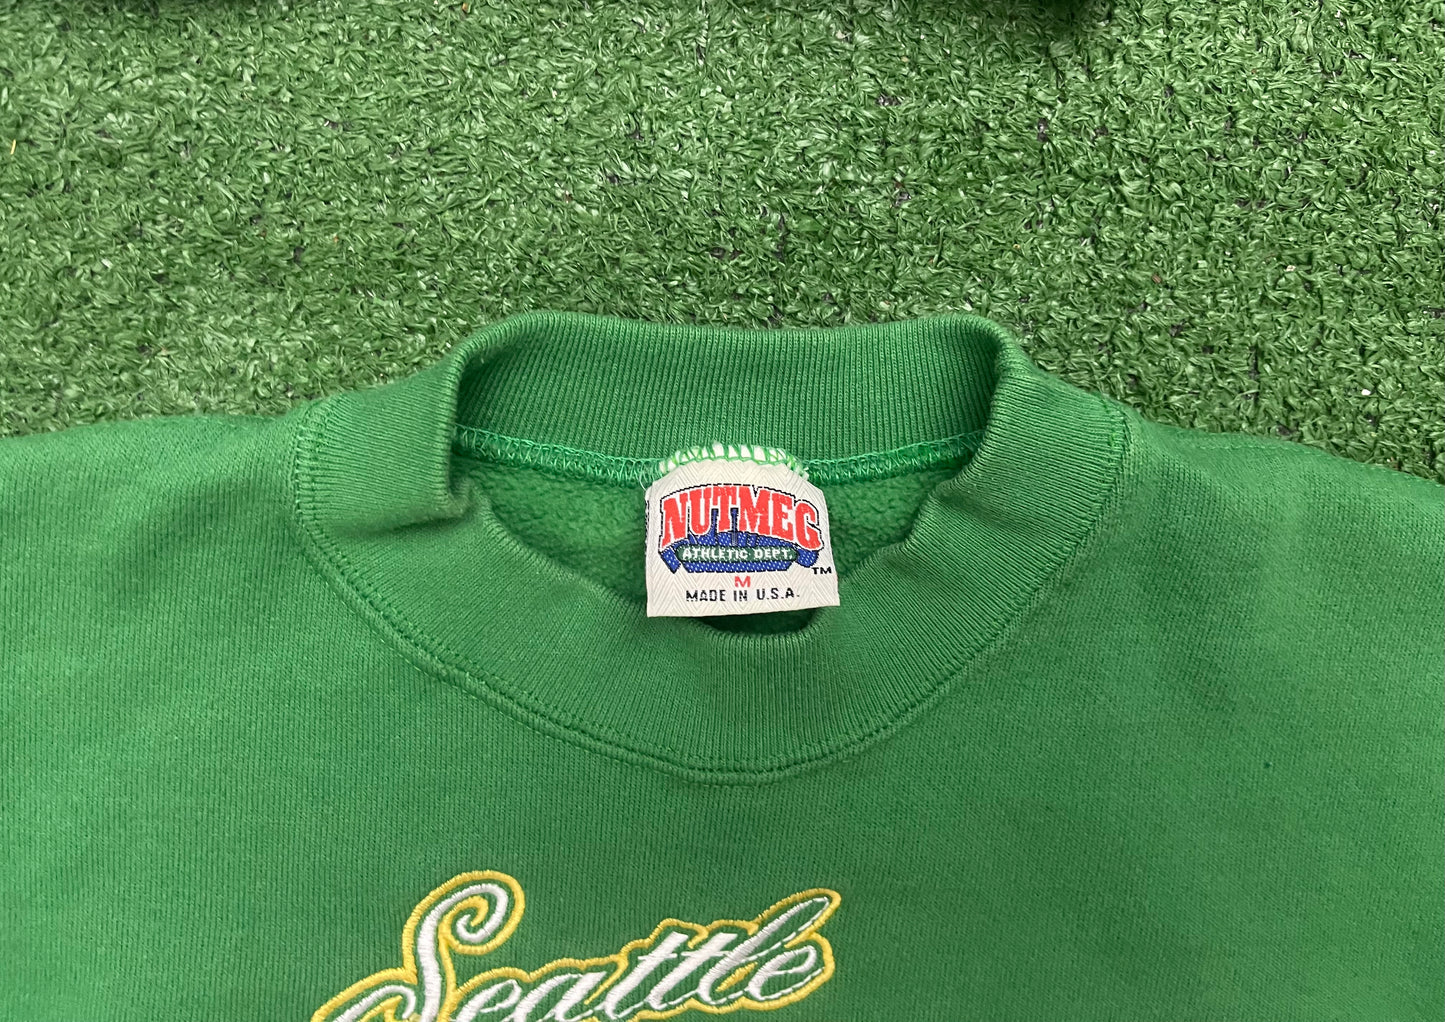 NUTMEG
ATHLETIC DEPT.
TM
M
MADE IN U.S.A.
Seattle